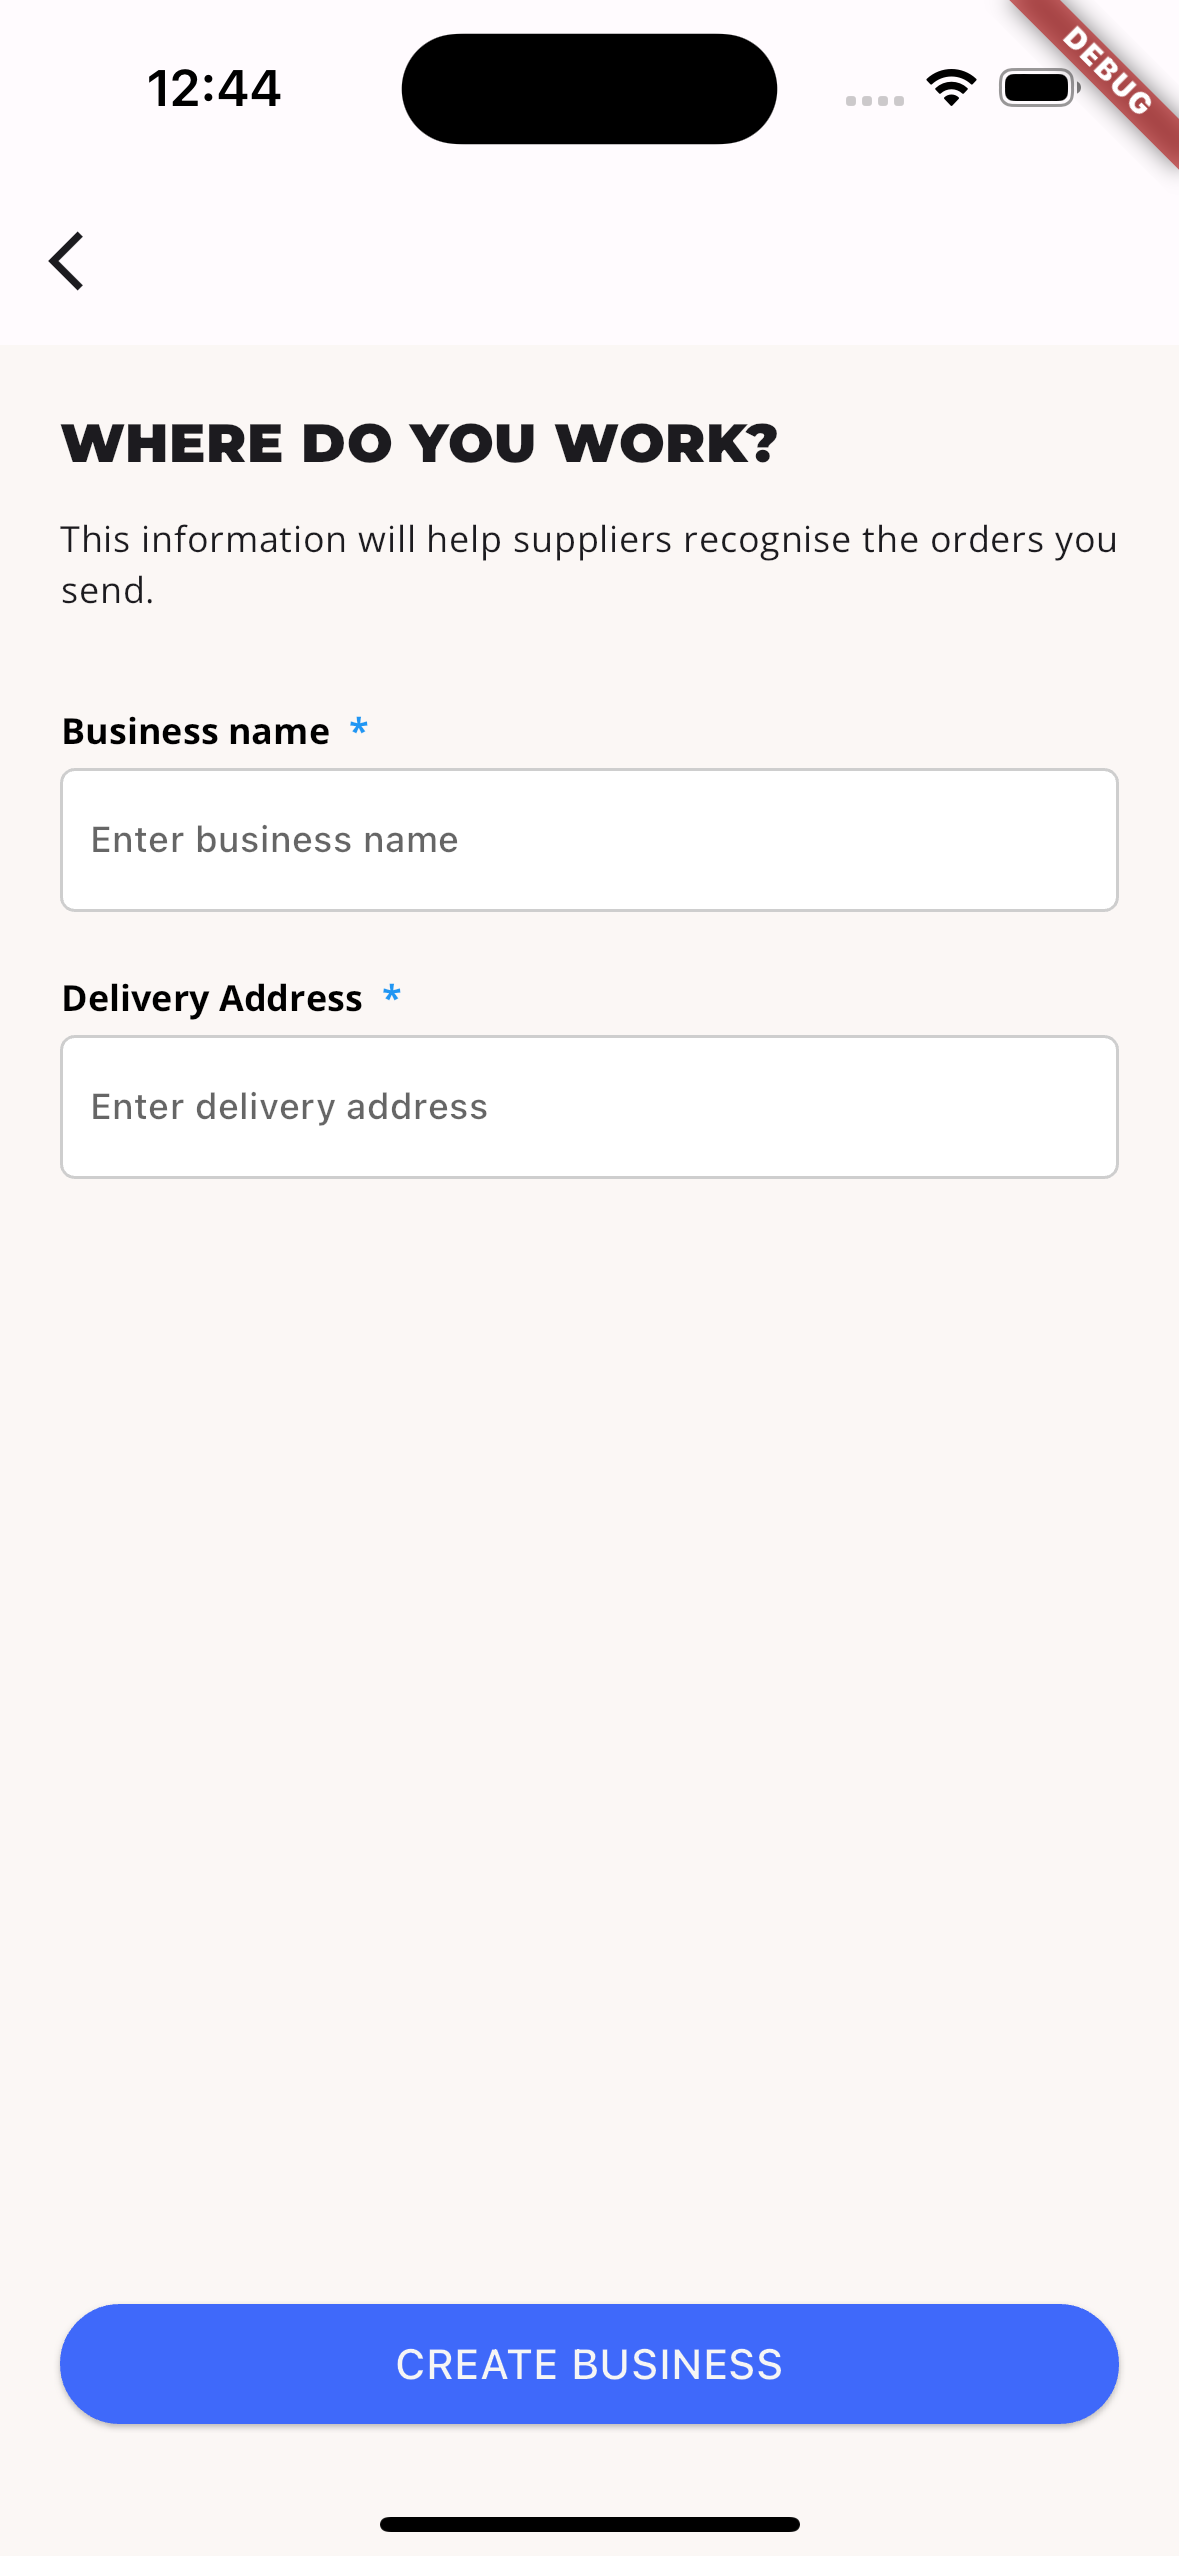 12:44
DEBUG
WHERE DO YOU WORK?
This information will help suppliers recognise the orders you
send.
Business name *
Enter business name
Delivery Address *
Enter delivery address
CREATE BUSINESS